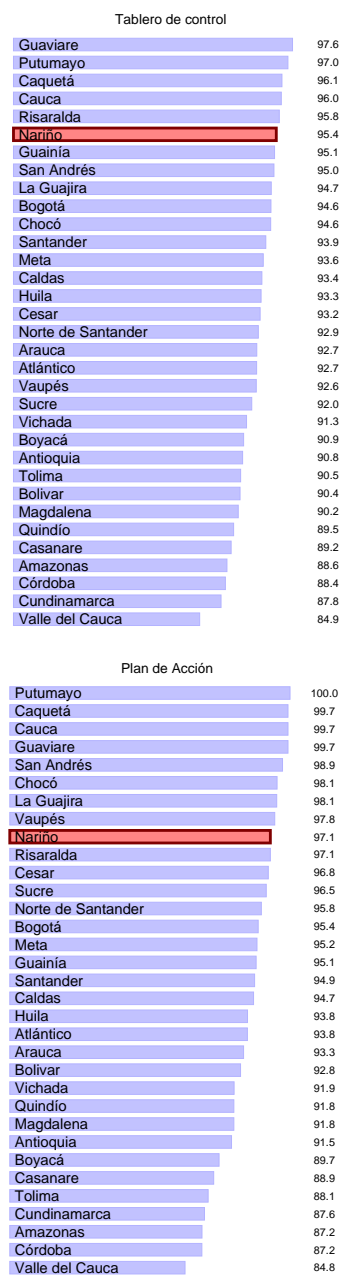 Tablero de control
Guaviare 97.6
Putumayo 97.0
Caquetá 96.1
Cauca 96.0
Risaralda 95.8
Nariño 95.4
Guainía 95.1
San Andrés 95.0
La Guajira 94.7
Bogotá 94.6
Chocó 94.6
Santander 93.9
Meta 93.6
Caldas 93.4
Huila 93.3
Cesar 93.2
Norte de Santander 92.9
Arauca 92.7
Atlántico 92.7
Vaupés 92.6
Sucre 92.0
Vichada 91.3
Boyacá 90.9
Antioquia 90.8
Tolima 90.5
Bolivar 90.4
Magdalena 90.2
Quindío 89.5
Casanare 89.2
Amazonas 88.6
Córdoba 88.4
Cundinamarca 87.8
Valle del Cauca 84.9
Plan de Acción
Putumayo 100.0
Caquetá 99.7
Cauca 99.7
Guaviare 99.7
San Andrés 98.9
Chocó 98.1
La Guajira 98.1
Vaupés 97.8
Nariño 97.1
Risaralda 97.1
Cesar 96.8
Sucre 96.5
Norte de Santander 95.8
Bogotá 95.4
Meta 95.2
Guainía 95.1
Santander 94.9
Caldas 94.7
Huila 93.8
Atlántico 93.8
Arauca 93.3
Bolivar 92.8
Vichada 91.9
Quindío 91.8
Magdalena 91.8
Antioquia 91.5
Boyacá 89.7
Casanare 88.9
Tolima 88.1
Cundinamarca 87.6
Amazonas 87.2
Córdoba 87.2
Valle del Cauca 84.8